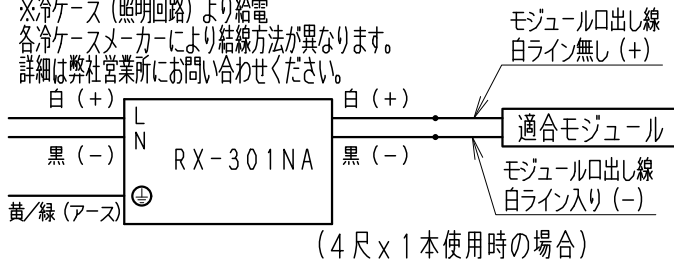 ※冷ケース（照明回路）より給電
各冷ケースメーカーにより結線方法が異なります。
詳細は弊社営業所にお問い合わせください。
モジュール口出し線
白ライン無し（+）
白（+）
L
白（+）
適合モジュール
N
RX-301NA
黒（-）
黒（-）
モジュール口出し線
白ライン入り（-）
黄/緑（アース）
（4尺x1本使用時の場合）